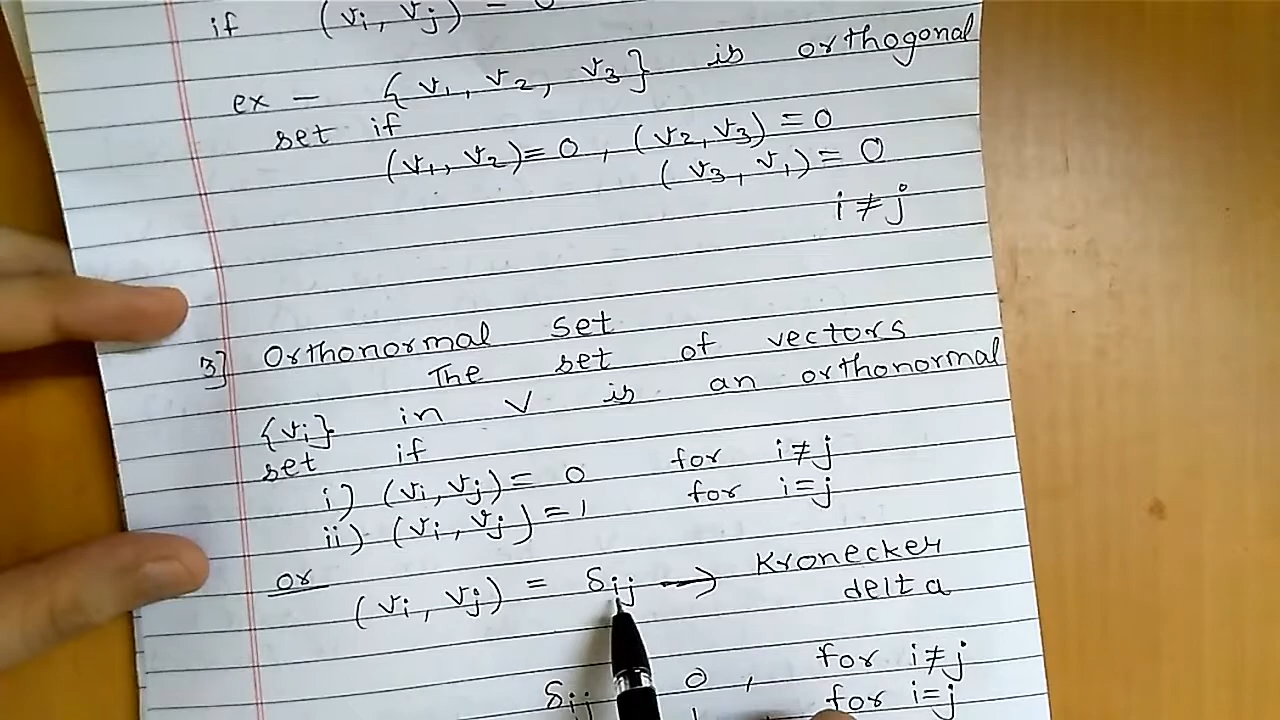 if (vi, vj) = 0
ex - {v1, v2, v3} is orthogonal
set if
(v1, v2) = 0, (v2, v3) = 0
(v3, v1) = 0
i ≠ j
3] Orthonormal set
The set of vectors
{vi} in V is an orthonormal
set if
i) (vi, vj) = 0 for i ≠ j
ii) (vi, vj) = 1 for i = j
or (vi, vj) = δij → Kronecker
delta
δij 0, for i ≠ j
for i = j